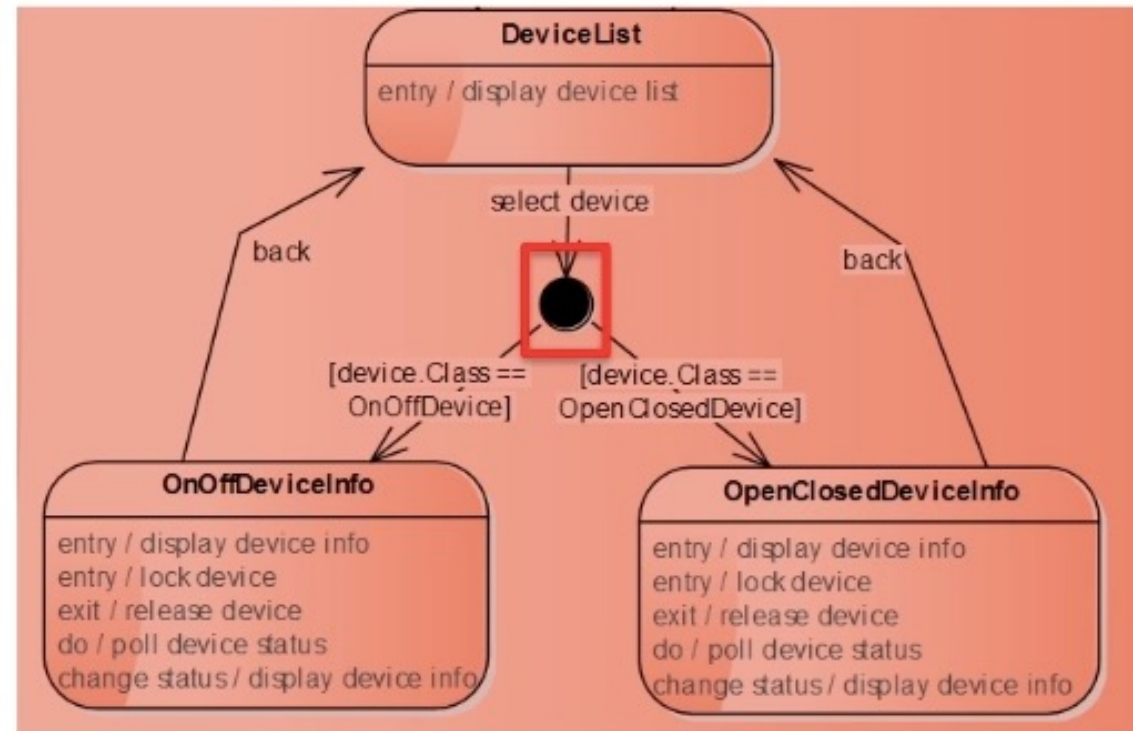 DeviceList
entry / display device list
select device
back
back
[device.Class ==
OnOffDevice]
[device.Class ==
OpenClosedDevice]
OnOffDeviceInfo
entry / display device info
entry / lock device
exit / release device
do / poll device status
change status / display device info
OpenClosedDeviceInfo
entry / display device info
entry / lock device
exit / release device
do / poll device status
change status / display device info